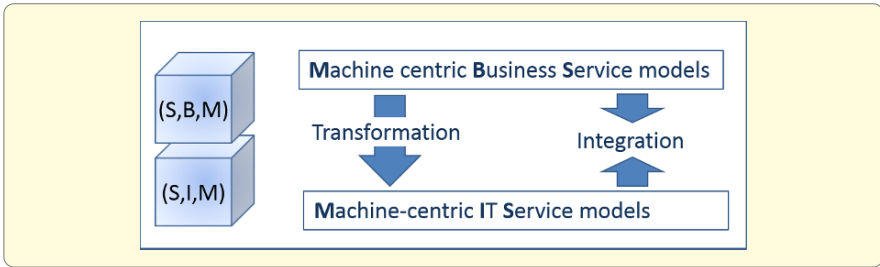 (S,B,M)
(S,I,M)
Machine centric Business Service models
Transformation
Integration
Machine-centric IT Service models